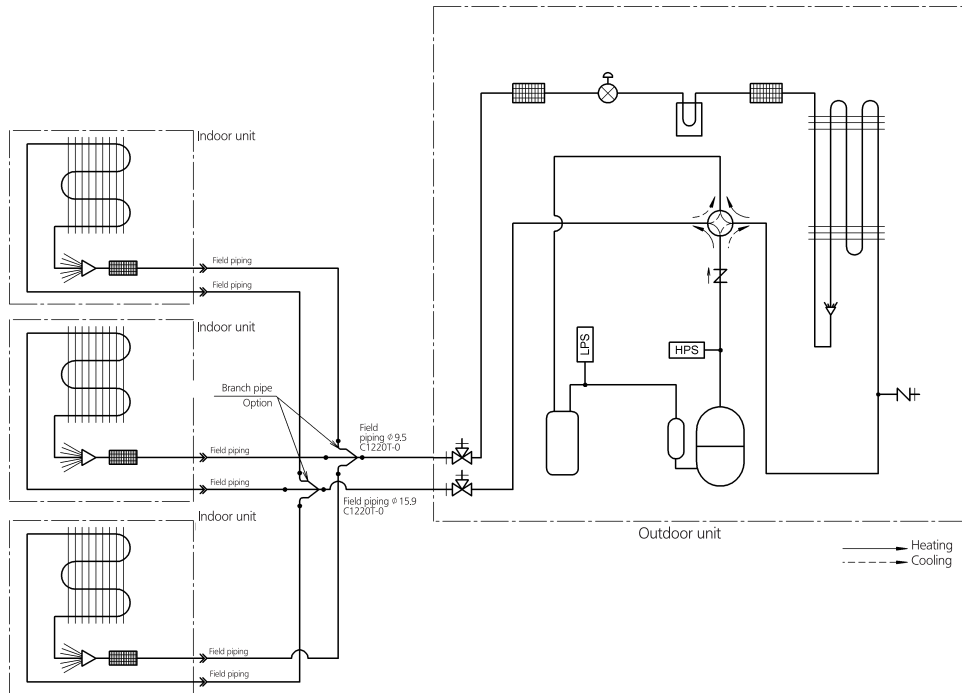 Indoor unit
Field piping
Field piping
Indoor unit
Branch pipe
Option
Field piping
Field piping
Field
piping φ 9.5
C1220T-0
Field piping φ 15.9
C1220T-0
Indoor unit
Field piping
Field piping
LPS
HPS
Outdoor unit
Heating
Cooling